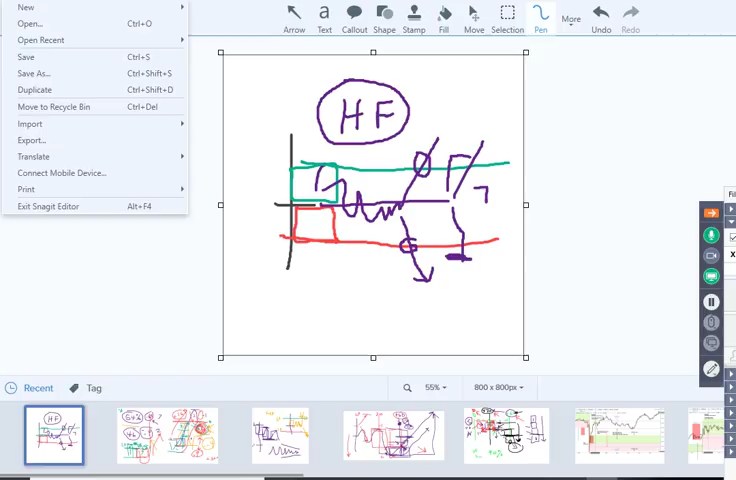 New
Open... Ctrl+O
Open Recent
Save Ctrl+S
Save As... Ctrl+Shift+S
Duplicate Ctrl+Shift+D
Move to Recycle Bin Ctrl+Del
Import
Export...
Translate
Connect Mobile Device...
Print
Exit Snagit Editor Alt+F4
Arrow Text Callout Shape Stamp Fill Move Selection Pen More Undo Redo
HF
Fil
X
Recent Tag 55% 800 x 800px
HF